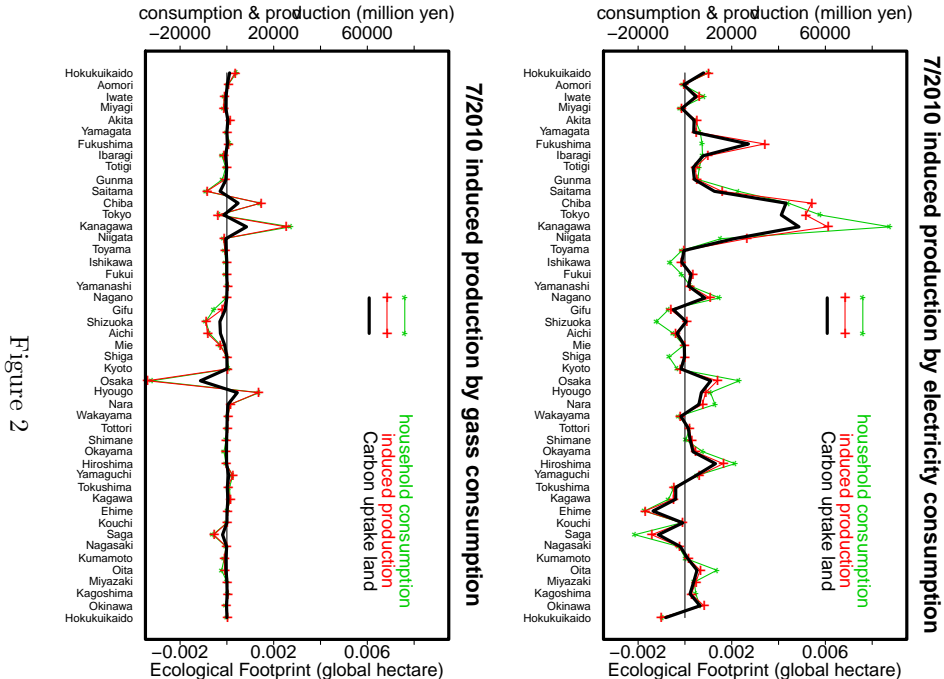 7/2010 induced production by electricity consumption
consumption & production (million yen)
−20000 20000 60000
Hokukuikaido
Aomori
Iwate
Miyagi
Akita
Yamagata
Fukushima
Ibaragi
Totigi
Gunma
Saitama
Chiba
Tokyo
Kanagawa
Niigata
Toyama
Ishikawa
Fukui
Yamanashi
Nagano
Gifu
Shizuoka
Aichi
Mie
Shiga
Kyoto
Osaka
Hyougo
Nara
Wakayama
Tottori
Shimane
Okayama
Hiroshima
Yamaguchi
Tokushima
Kagawa
Ehime
Kouchi
Saga
Nagasaki
Kumamoto
Oita
Miyazaki
Kagoshima
Okinawa
Hokukuikaido
household consumption
induced production
Carbon uptake land
−0.002 0.002 0.006
Ecological Footprint (global hectare)
7/2010 induced production by gass consumption
consumption & production (million yen)
−20000 20000 60000
Hokukuikaido
Aomori
Iwate
Miyagi
Akita
Yamagata
Fukushima
Ibaragi
Totigi
Gunma
Saitama
Chiba
Tokyo
Kanagawa
Niigata
Toyama
Ishikawa
Fukui
Yamanashi
Nagano
Gifu
Shizuoka
Aichi
Mie
Shiga
Kyoto
Osaka
Hyougo
Nara
Wakayama
Tottori
Shimane
Okayama
Hiroshima
Yamaguchi
Tokushima
Kagawa
Ehime
Kouchi
Saga
Nagasaki
Kumamoto
Oita
Miyazaki
Kagoshima
Okinawa
Hokukuikaido
household consumption
induced production
Carbon uptake land
−0.002 0.002 0.006
Ecological Footprint (global hectare)
Figure 2